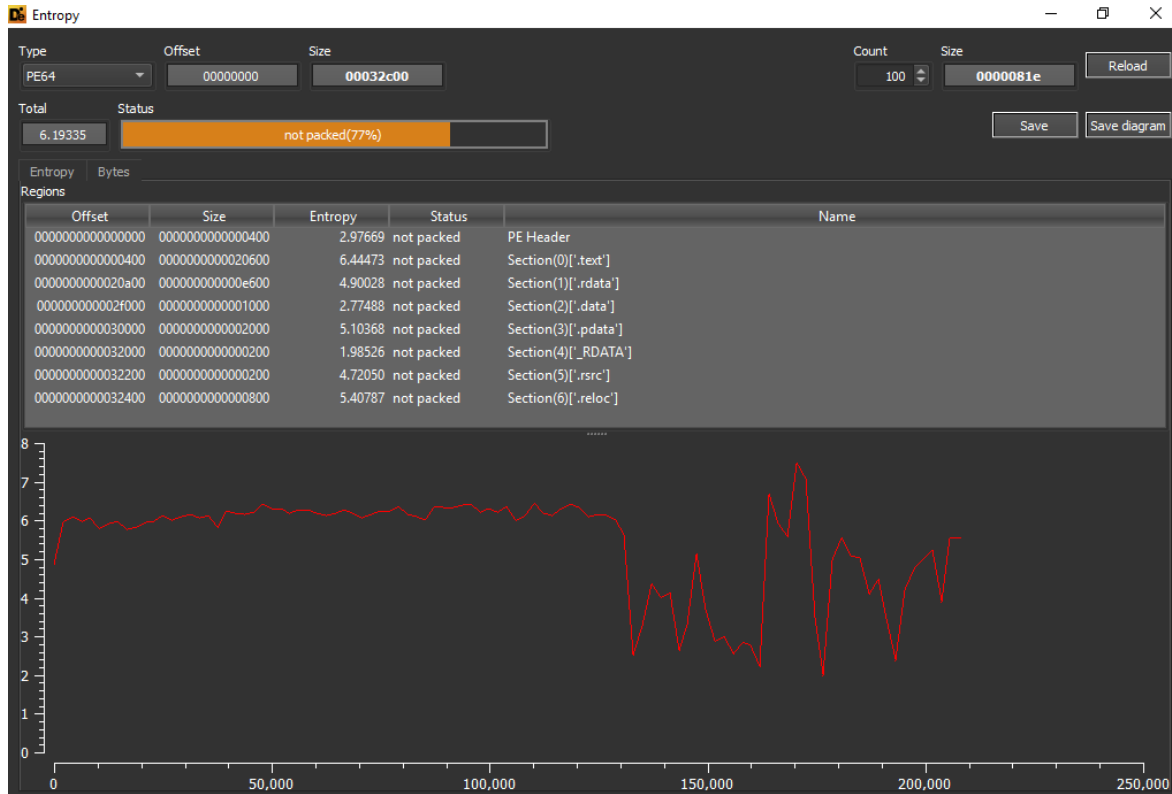 Entropy
Type Offset Size Count Size
PE64 00000000 00032c00 100 0000081e Reload
Total Status
6.19335 not packed(77%) Save Save diagram
Entropy Bytes
Regions
Offset Size Entropy Status Name
0000000000000000 0000000000000400 2.97669 not packed PE Header
0000000000000400 0000000000020600 6.44473 not packed Section(0)['.text']
0000000000020a00 000000000000e600 4.90028 not packed Section(1)['.rdata']
000000000002f000 0000000000001000 2.77488 not packed Section(2)['.data']
0000000000030000 0000000000002000 5.10368 not packed Section(3)['.pdata']
0000000000032000 0000000000000200 1.98526 not packed Section(4)['_RDATA']
0000000000032200 0000000000000200 4.72050 not packed Section(5)['.rsrc']
0000000000032400 0000000000000800 5.40787 not packed Section(6)['.reloc']
8
7
6
5
4
3
2
1
0
0 50,000 100,000 150,000 200,000 250,000